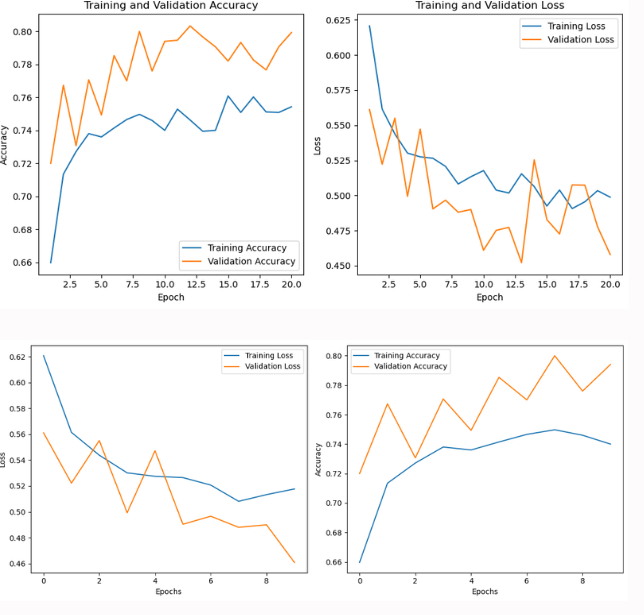 Training and Validation Accuracy
Accuracy
0.80
0.78
0.76
0.74
0.72
0.70
0.68
0.66
Training Accuracy
Validation Accuracy
2.5 5.0 7.5 10.0 12.5 15.0 17.5 20.0
Epoch
Training and Validation Loss
Loss
0.625
0.600
0.575
0.550
0.525
0.500
0.475
0.450
Training Loss
Validation Loss
2.5 5.0 7.5 10.0 12.5 15.0 17.5 20.0
Epoch
Loss
0.62
0.60
0.58
0.56
0.54
0.52
0.50
0.48
0.46
Training Loss
Validation Loss
0 2 4 6 8
Epochs
Accuracy
0.80
0.78
0.76
0.74
0.72
0.70
0.68
0.66
Training Accuracy
Validation Accuracy
0 2 4 6 8
Epochs